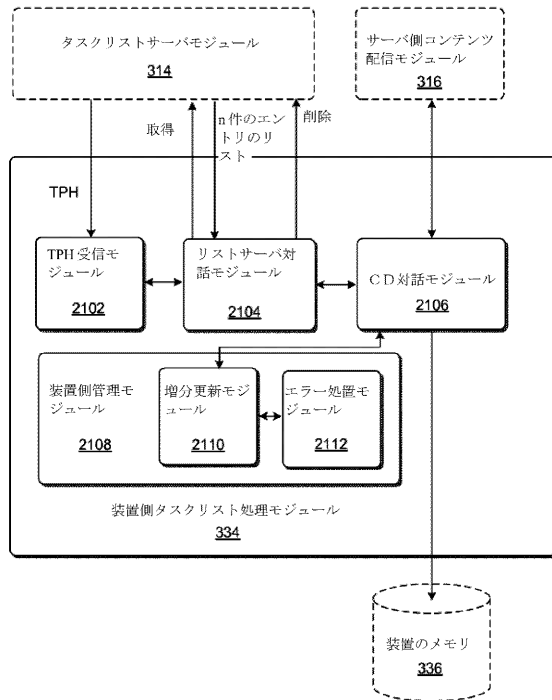 タスクリストサーバモジュール
314
サーバ側コンテンツ
配信モジュール
316
取得
n 件のエン
トリのリ
スト
削除
TPH
TPH 受信モ
ジュール
2102
リストサーバ対
話モジュール
2104
ＣＤ対話モジュール
2106
装置側管理モ
ジュール
2108
増分更新モジ
ュール
2110
エラー処置モ
ジュール
2112
装置側タスクリスト処理モジュール
334
装置のメモリ
336